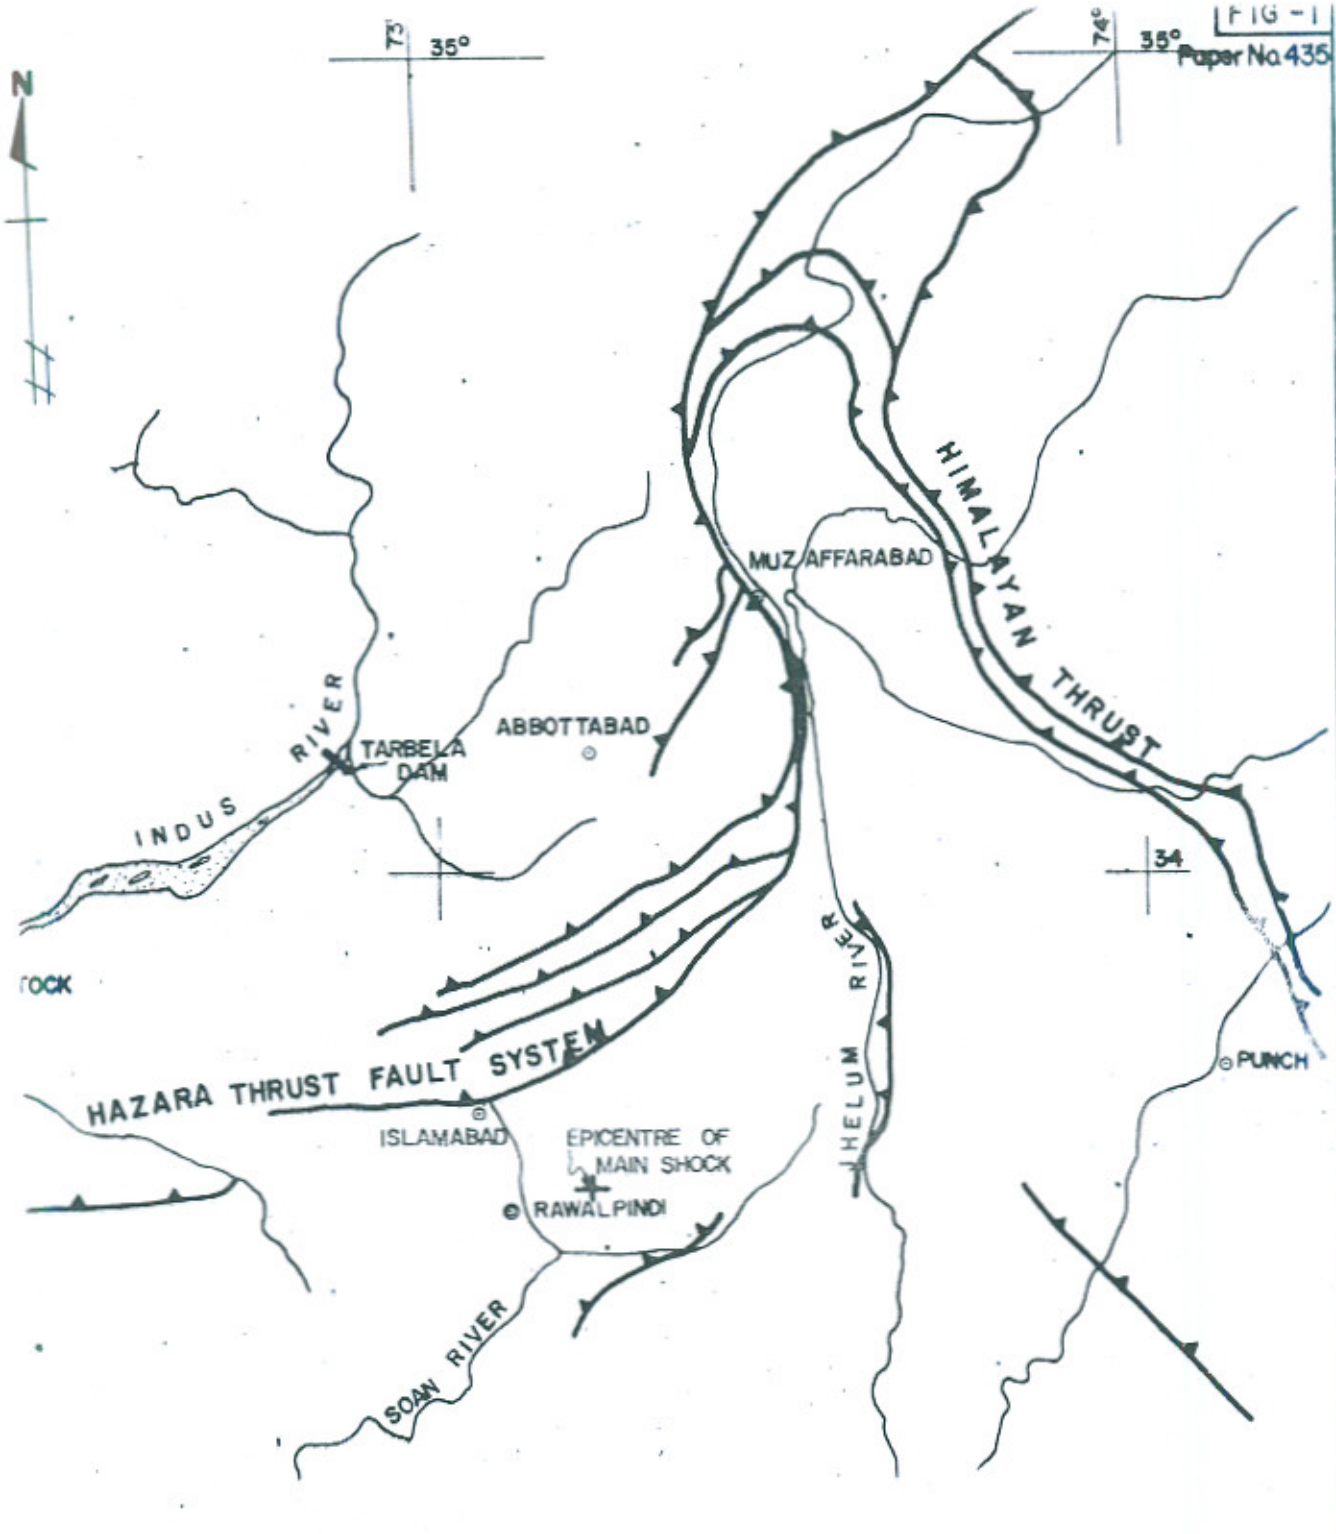 FIG - 1
73°
35°
74°
35°
Paper No. 435
N
HIMALAYAN THRUST
MUZAFFARABAD
ABBOTTABAD
INDUS RIVER
TARBELA
DAM
34
JHELUM RIVER
HAZARA THRUST FAULT SYSTEM
PUNCH
ISLAMABAD
EPICENTRE OF
MAIN SHOCK
RAWALPINDI
SOAN RIVER